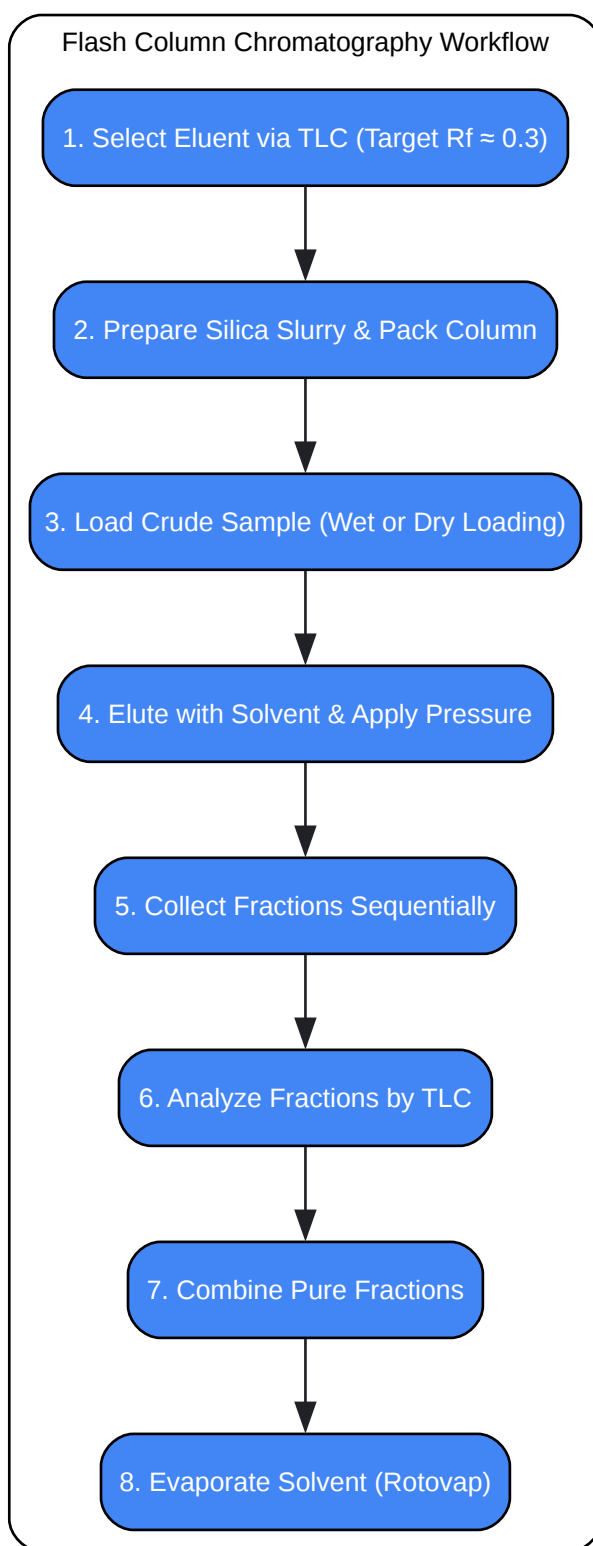 Flash Column Chromatography Workflow
1. Select Eluent via TLC (Target Rf ≈ 0.3)
2. Prepare Silica Slurry & Pack Column
3. Load Crude Sample (Wet or Dry Loading)
4. Elute with Solvent & Apply Pressure
5. Collect Fractions Sequentially
6. Analyze Fractions by TLC
7. Combine Pure Fractions
8. Evaporate Solvent (Rotovap)